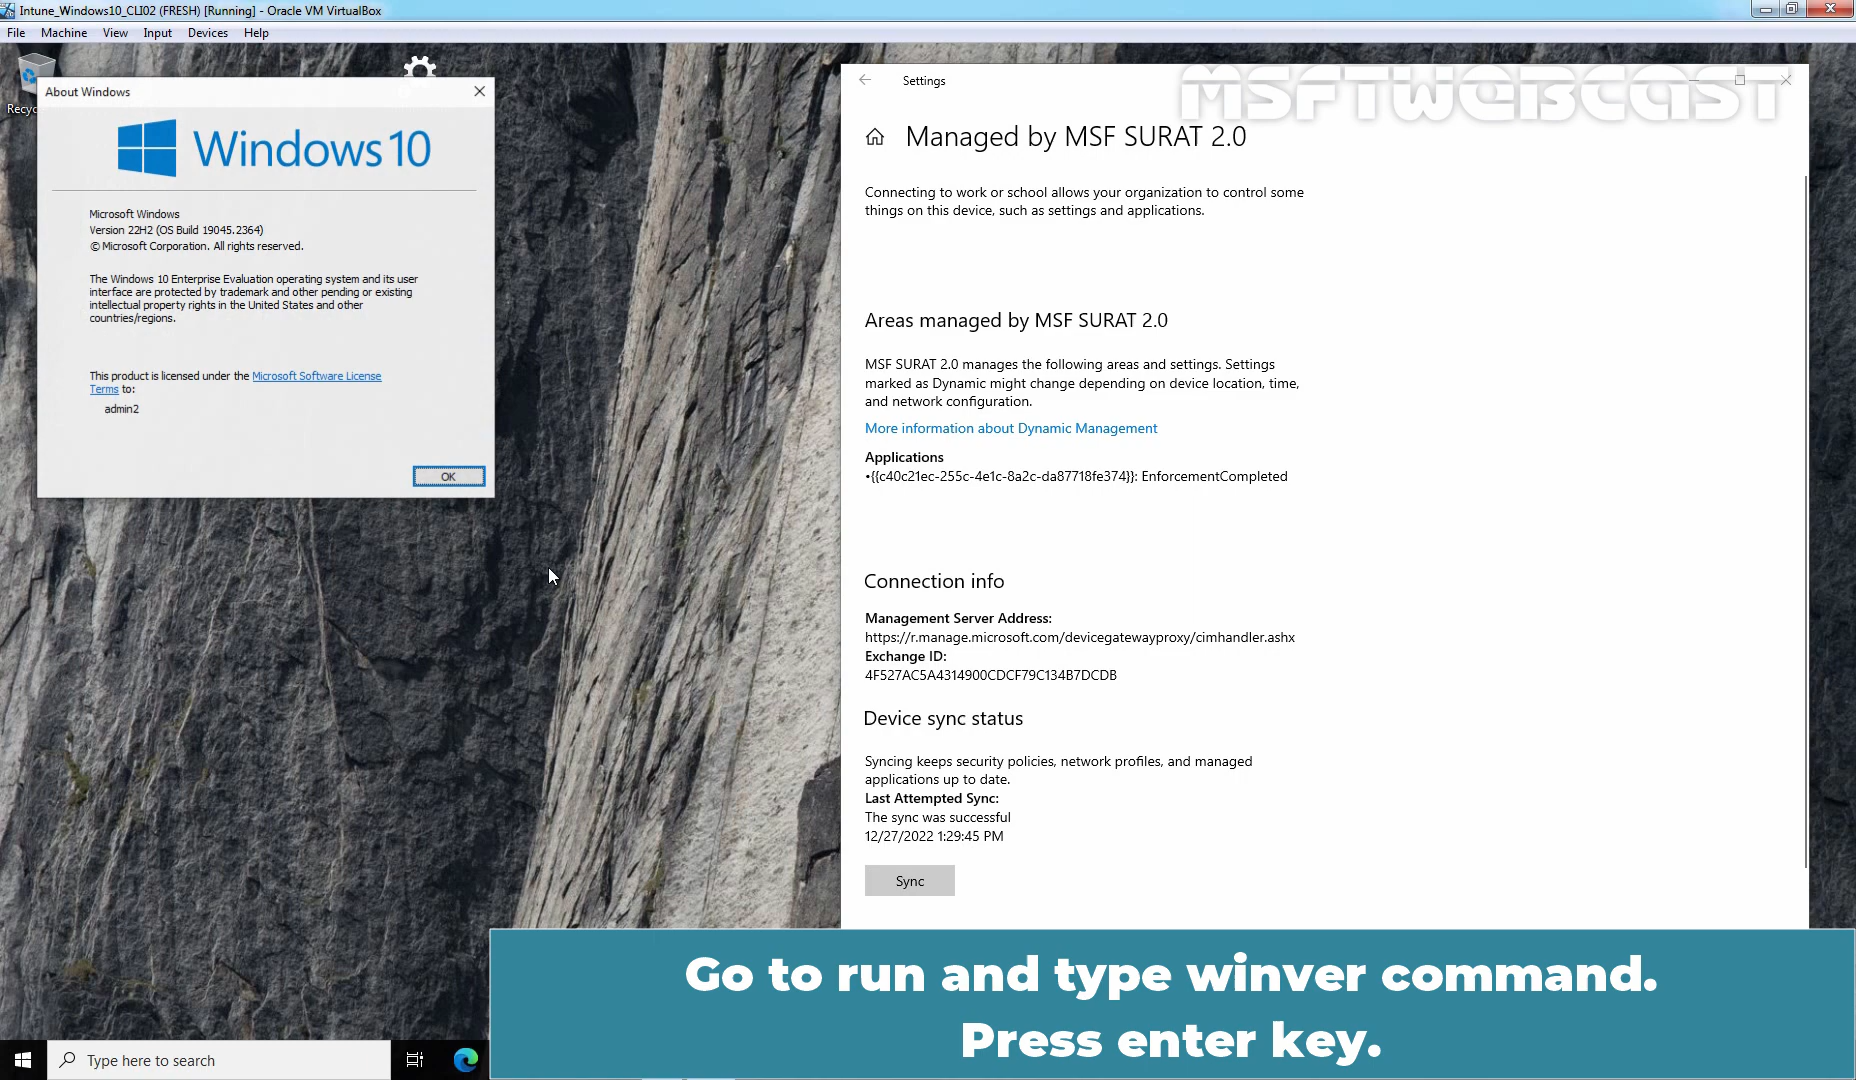 Intune_Windows10_CLI02 (FRESH) [Running] - Oracle VM VirtualBox
File Machine View Input Devices Help
About Windows
Windows 10
Microsoft Windows
Version 22H2 (OS Build 19045.2364)
© Microsoft Corporation. All rights reserved.
The Windows 10 Enterprise Evaluation operating system and its user
interface are protected by trademark and other pending or existing
intellectual property rights in the United States and other
countries/regions.
This product is licensed under the Microsoft Software License
Terms to:
admin2
OK
Settings
MSFTWEBCAST
Managed by MSF SURAT 2.0
Connecting to work or school allows your organization to control some
things on this device, such as settings and applications.
Areas managed by MSF SURAT 2.0
MSF SURAT 2.0 manages the following areas and settings. Settings
marked as Dynamic might change depending on device location, time,
and network configuration.
More information about Dynamic Management
Applications
•{{c40c21ec-255c-4e1c-8a2c-da87718fe374}}: EnforcementCompleted
Connection info
Management Server Address:
https://r.manage.microsoft.com/devicegatewayproxy/cimhandler.ashx
Exchange ID:
4F527AC5A4314900CDCF79C134B7DCDB
Device sync status
Syncing keeps security policies, network profiles, and managed
applications up to date.
Last Attempted Sync:
The sync was successful
12/27/2022 1:29:45 PM
Sync
Go to run and type winver command.
Press enter key.
Type here to search